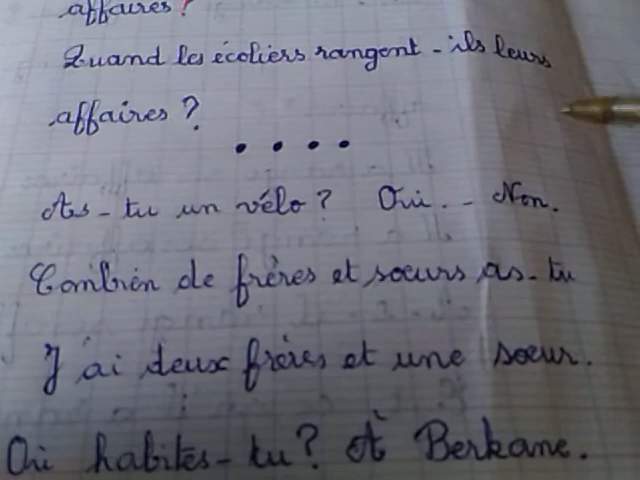 affaires?
Quand les écoliers rangent-ils leurs
affaires?
As-tu un vélo? Oui.- Non.
Combien de frères et soeurs as-tu
J'ai deux frères et une soeur.
Où habites-tu? À Berkane.